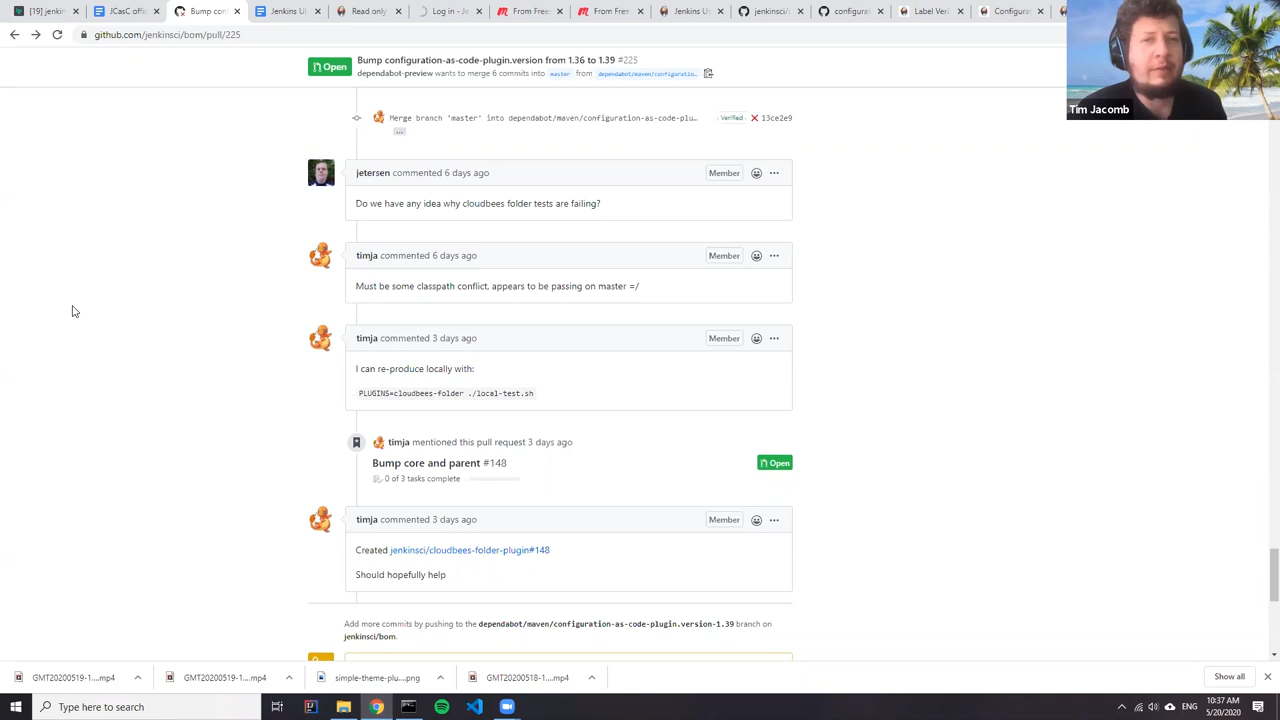 [19] jenkin
JCasC Office
Bump con
Jenkins U
Read only
Log in - Je
From Free
From Free
Jenkins Us
jenkinsci/c
configurat
Label Veri
Configurat
github.com/jenkinsci/bom/pull/225
Tim Jacomb
Open
Bump configuration-as-code-plugin.version from 1.36 to 1.39 #225
dependabot-preview wants to merge 6 commits into master from dependabot/maven/configuratio...
Merge branch 'master' into dependabot/maven/configuration-as-code-plu… Verified 13ce2e9
...
jetersen commented 6 days ago Member
Do we have any idea why cloudbees folder tests are failing?
timja commented 6 days ago Member
Must be some classpath conflict, appears to be passing on master =/
timja commented 3 days ago Member
I can re-produce locally with:
PLUGINS=cloudbees-folder ./local-test.sh
timja mentioned this pull request 3 days ago
Bump core and parent #148 Open
0 of 3 tasks complete
timja commented 3 days ago Member
Created jenkinsci/cloudbees-folder-plugin#148
Should hopefully help
Add more commits by pushing to the dependabot/maven/configuration-as-code-plugin.version-1.39 branch on
jenkinsci/bom.
GMT20200519-1....mp4
GMT20200519-1....mp4
simple-theme-plu....png
GMT20200518-1....mp4
Show all
Type here to search
ENG
10:37 AM
5/20/2020